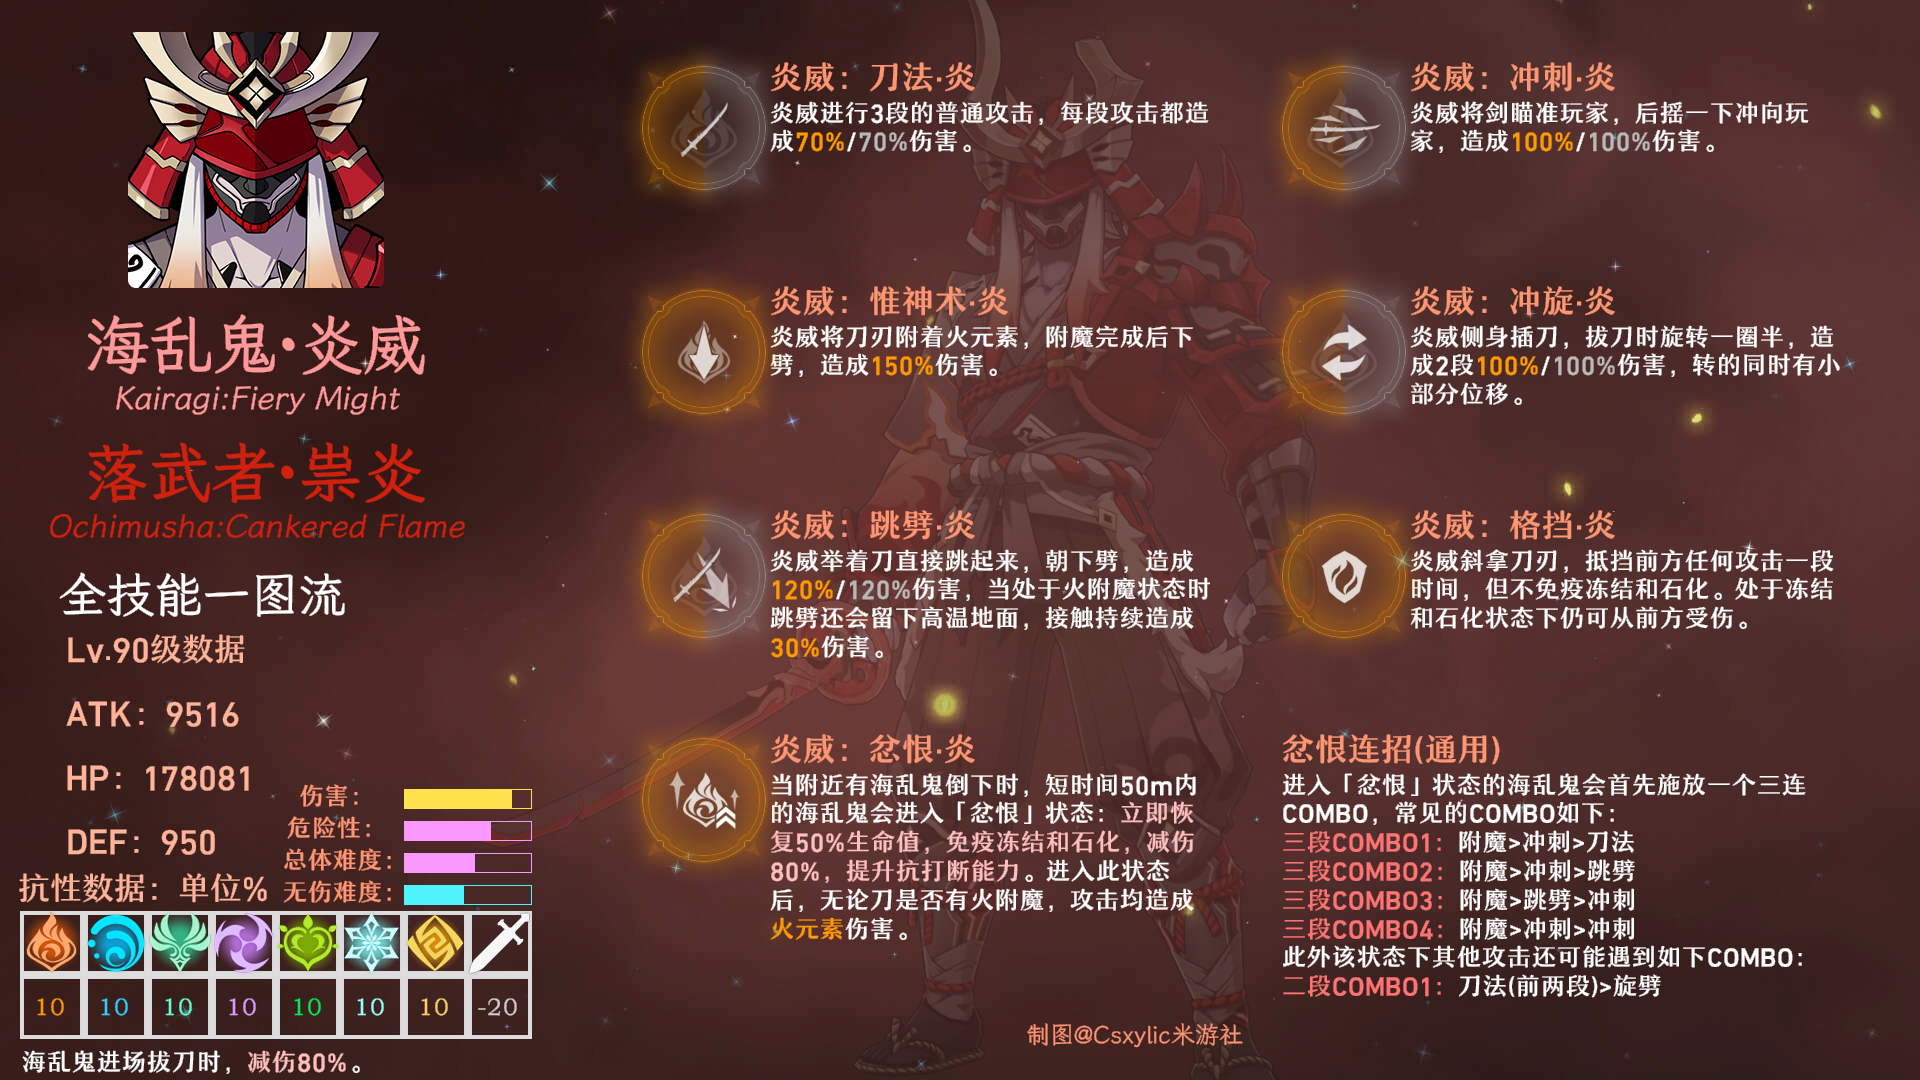 海乱鬼·炎威
Kairagi:Fiery Might
落武者·祟炎
Ochimusha:Cankered Flame
全技能一图流
Lv.90级数据
ATK：9516
HP：178081
DEF：950
伤害：
危险性：
总体难度：
无伤难度：
抗性数据：单位%
10 10 10 10 10 10 10 -20
海乱鬼进场拔刀时，减伤80%。
炎威：刀法·炎
炎威进行3段的普通攻击，每段攻击都造
成70%/70%伤害。
炎威：冲刺·炎
炎威将剑瞄准玩家，后摇一下冲向玩
家，造成100%/100%伤害。
炎威：惟神术·炎
炎威将刀刃附着火元素，附魔完成后下
劈，造成150%伤害。
炎威：冲旋·炎
炎威侧身插刀，拔刀时旋转一圈半，造
成2段100%/100%伤害，转的同时有小
部分位移。
炎威：跳劈·炎
炎威举着刀直接跳起来，朝下劈，造成
120%/120%伤害，当处于火附魔状态时
跳劈还会留下高温地面，接触持续造成
30%伤害。
炎威：格挡·炎
炎威斜拿刀刃，抵挡前方任何攻击一段
时间，但不免疫冻结和石化。处于冻结
和石化状态下仍可从前方受伤。
炎威：忿恨·炎
当附近有海乱鬼倒下时，短时间50m内
的海乱鬼会进入「忿恨」状态：立即恢
复50%生命值，免疫冻结和石化，减伤
80%，提升抗打断能力。进入此状态
后，无论刀是否有火附魔，攻击均造成
火元素伤害。
忿恨连招(通用)
进入「忿恨」状态的海乱鬼会首先施放一个三连
COMBO，常见的COMBO如下：
三段COMBO1：附魔>冲刺>刀法
三段COMBO2：附魔>冲刺>跳劈
三段COMBO3：附魔>跳劈>冲刺
三段COMBO4：附魔>冲刺>冲刺
此外该状态下其他攻击还可能遇到如下COMBO：
二段COMBO1：刀法(前两段)>旋劈
制图@Csxylic米游社